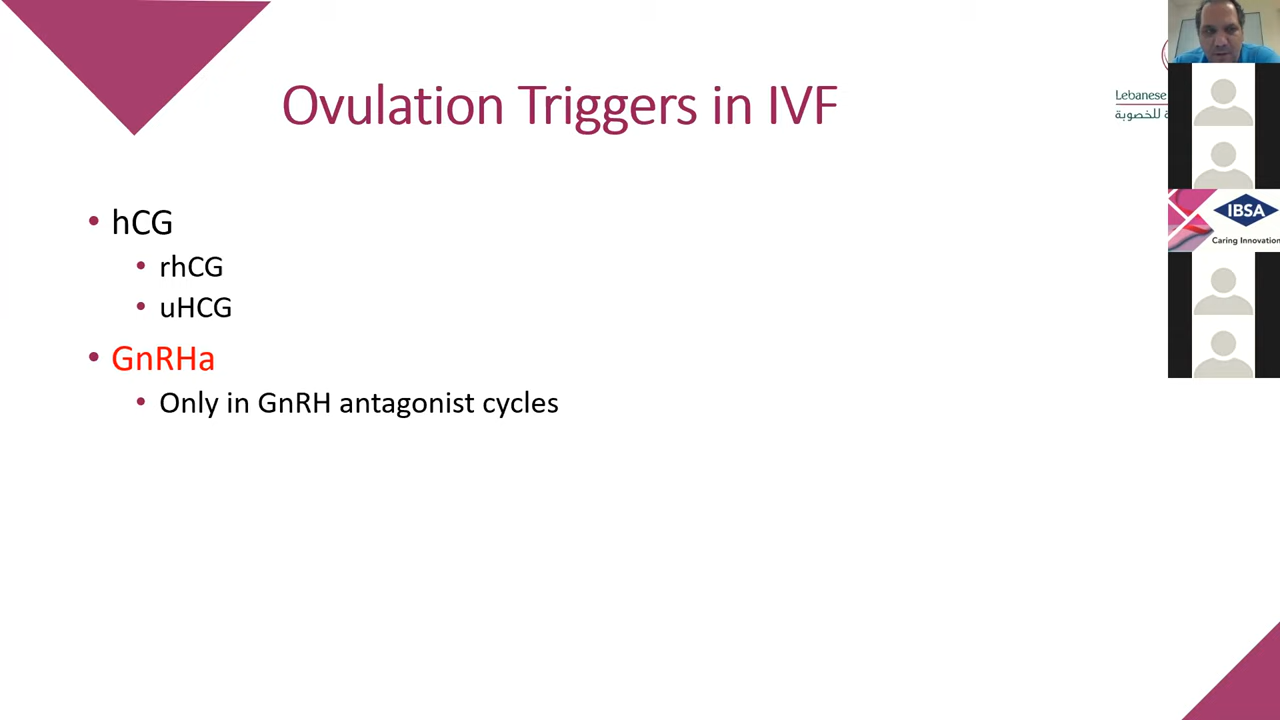 Ovulation Triggers in IVF
Lebanese
ة للخصوبة
• hCG
• rhCG
• uHCG
• GnRHa
• Only in GnRH antagonist cycles
IBSA
Caring Innovation